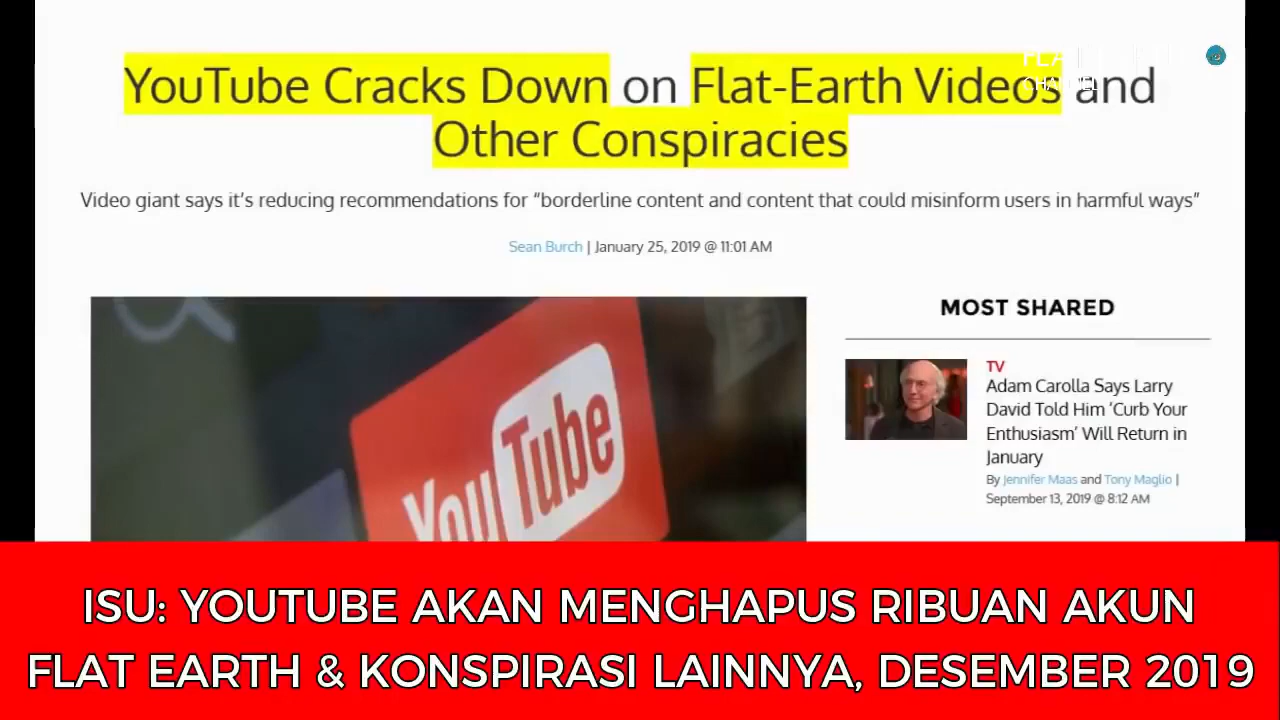 YouTube Cracks Down on Flat-Earth Videos and
Other Conspiracies
Video giant says it's reducing recommendations for “borderline content and content that could misinform users in harmful ways”
Sean Burch | January 25, 2019 @ 11:01 AM
YouTube
MOST SHARED
TV
Adam Carolla Says Larry
David Told Him ‘Curb Your
Enthusiasm’ Will Return in
January
By Jennifer Maas and Tony Maglio |
September 13, 2019 @ 8:12 AM
CHANNEL
ISU: YOUTUBE AKAN MENGHAPUS RIBUAN AKUN
FLAT EARTH & KONSPIRASI LAINNYA, DESEMBER 2019